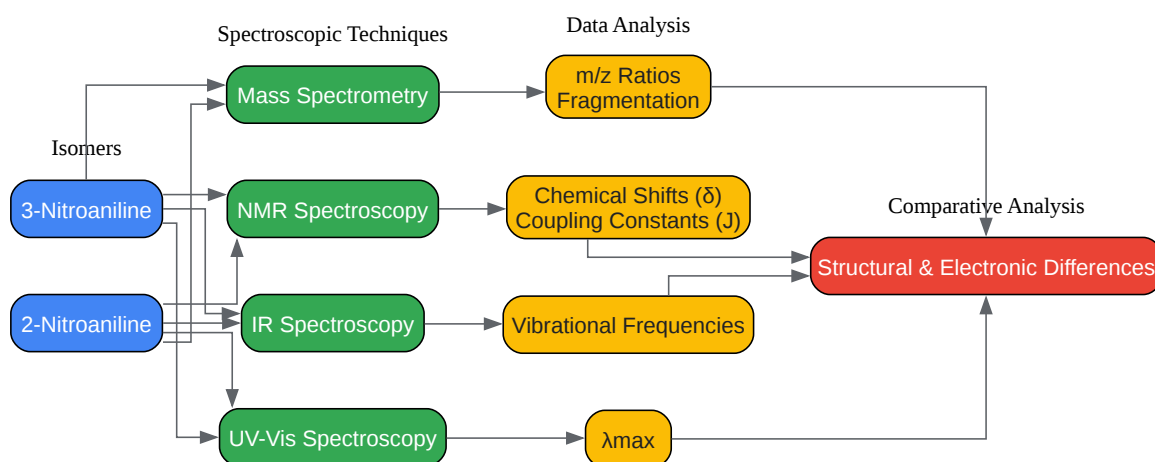 Spectroscopic Techniques
Data Analysis
Mass Spectrometry
m/z Ratios
Fragmentation
Isomers
3-Nitroaniline
NMR Spectroscopy
Chemical Shifts (δ)
Coupling Constants (J)
Comparative Analysis
Structural & Electronic Differences
2-Nitroaniline
IR Spectroscopy
Vibrational Frequencies
UV-Vis Spectroscopy
λmax